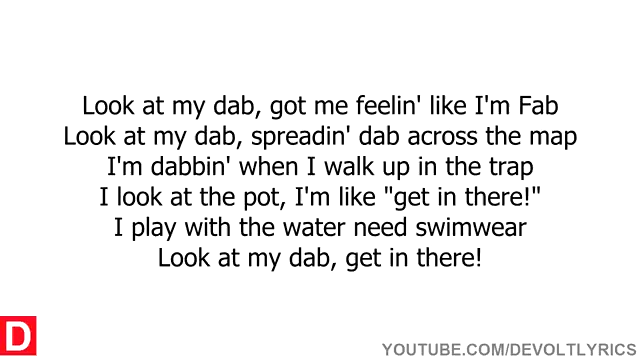 Look at my dab, got me feelin' like I'm Fab
Look at my dab, spreadin' dab across the map
I'm dabbin' when I walk up in the trap
I look at the pot, I'm like "get in there!"
I play with the water need swimwear
Look at my dab, get in there!
D
YOUTUBE.COM/DEVOLTLYRICS